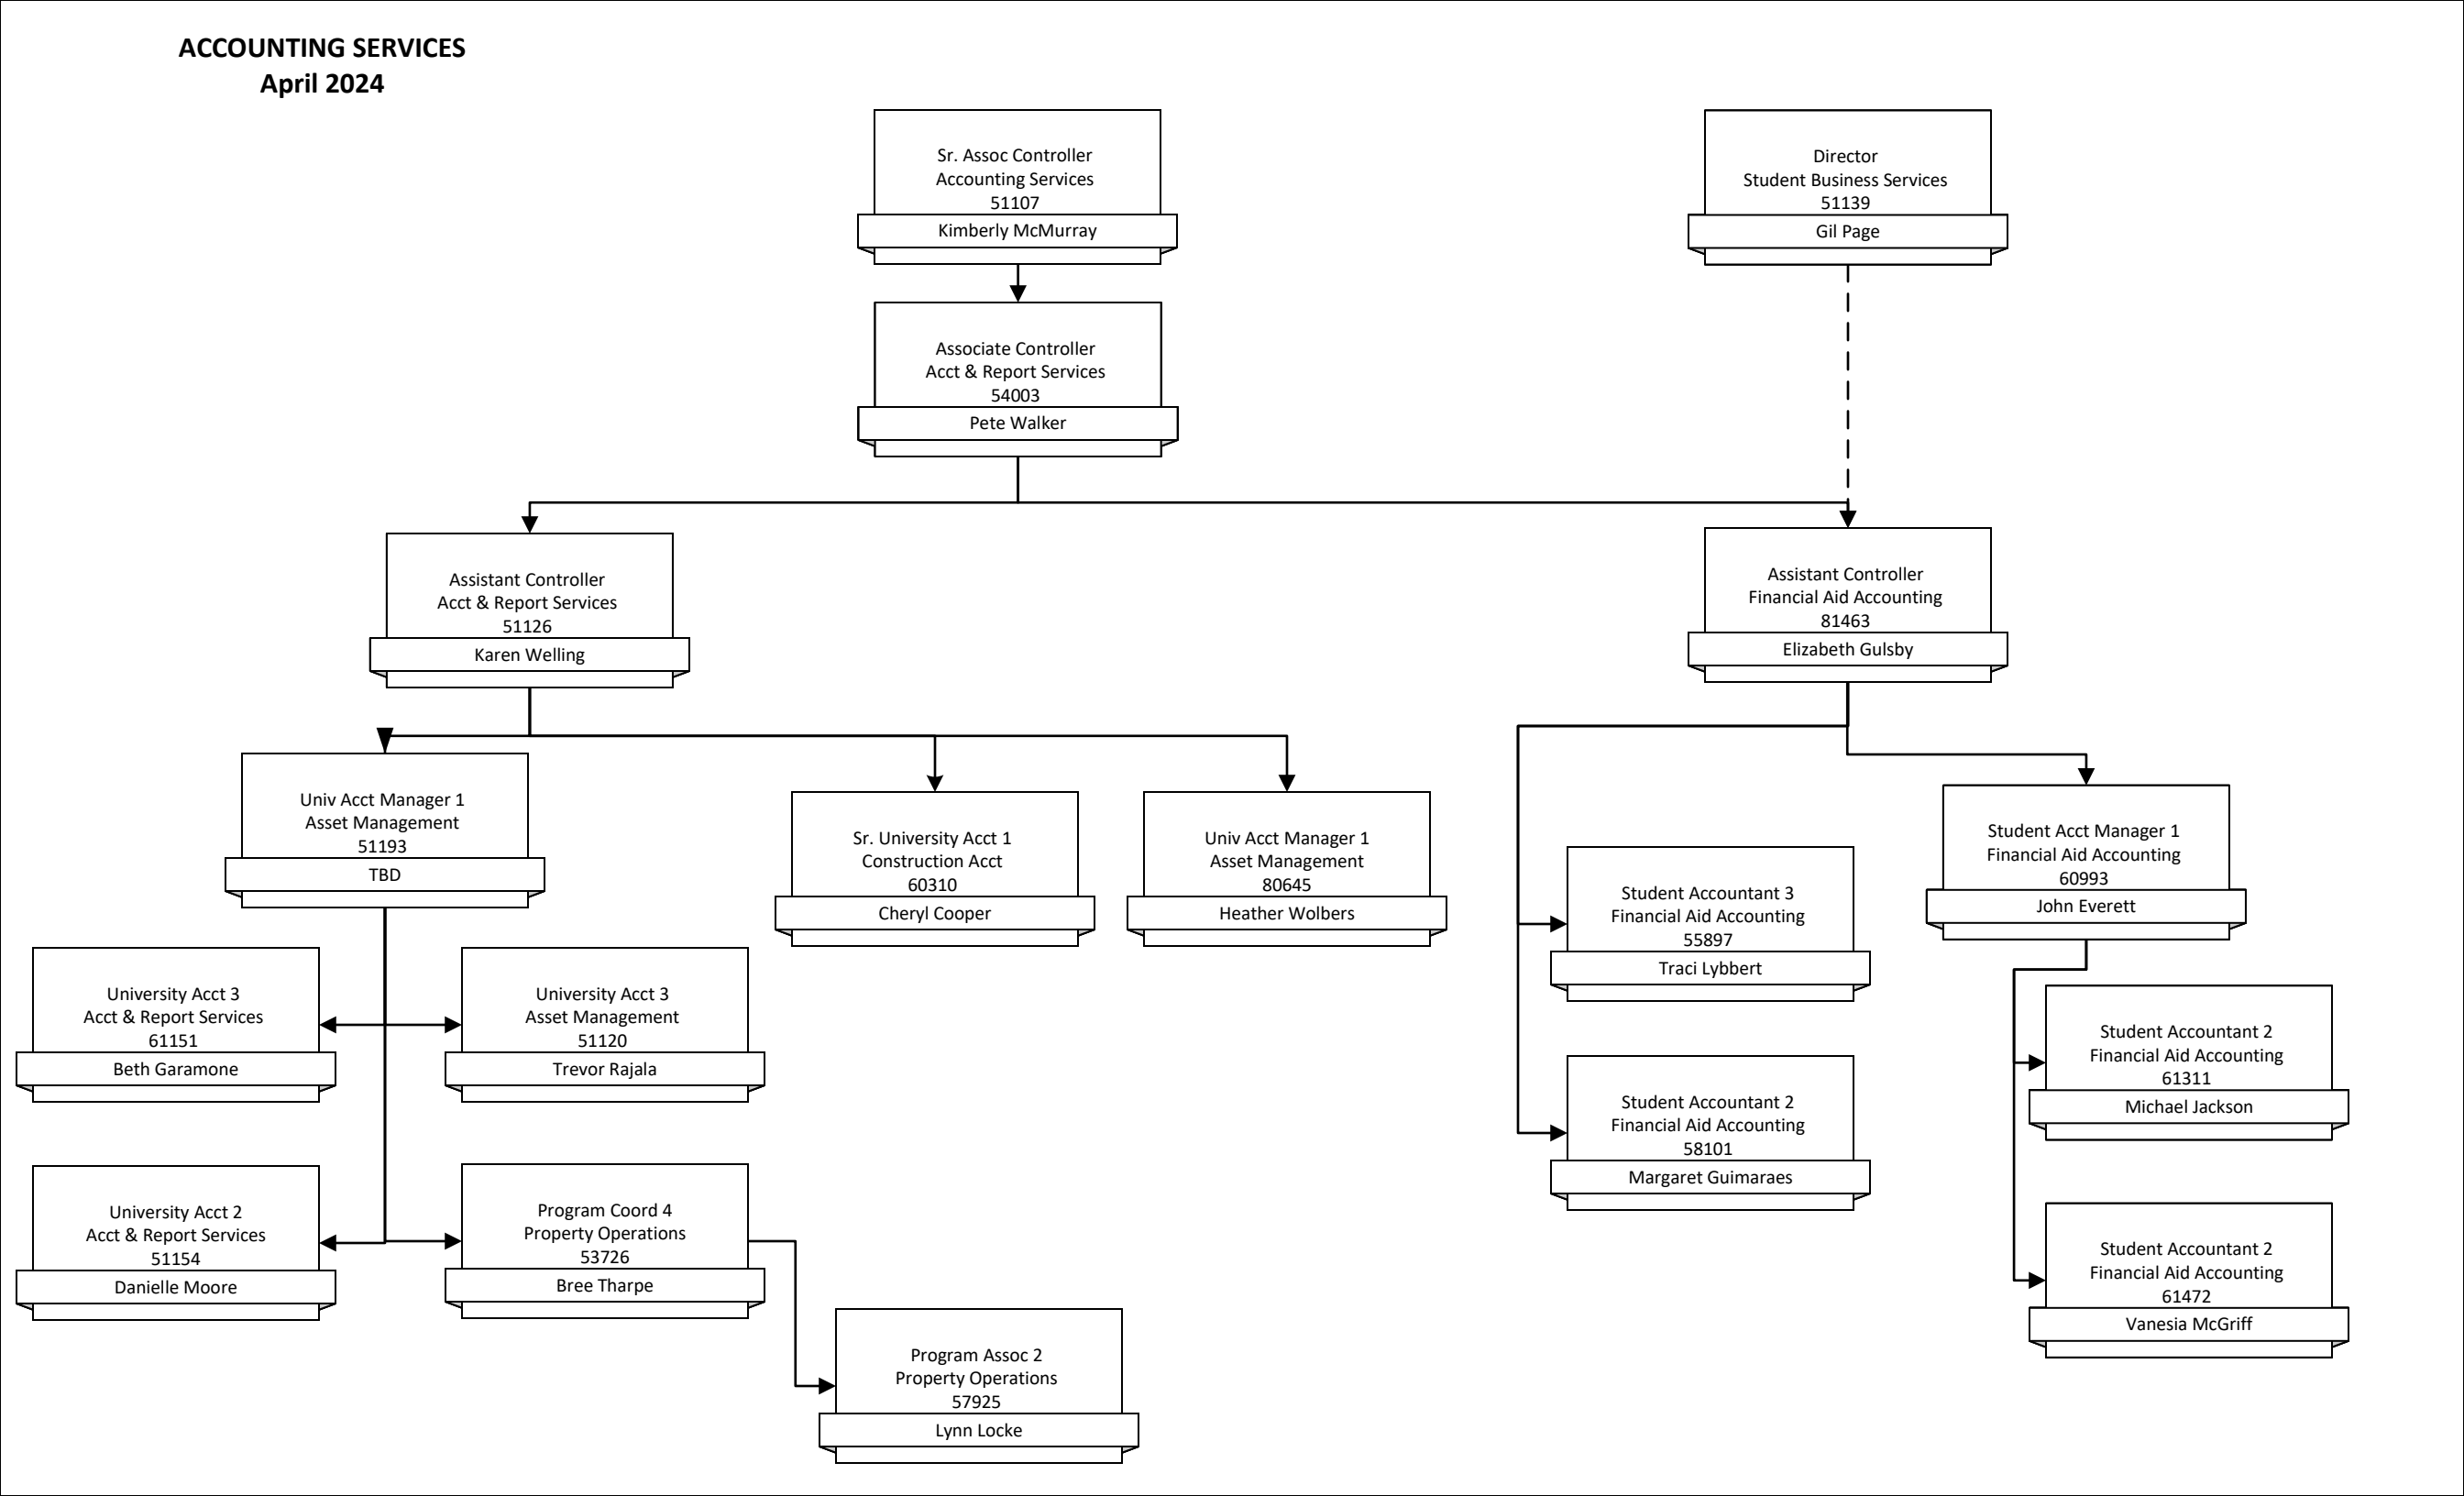 ACCOUNTING SERVICES
April 2024
Sr. Assoc Controller
Accounting Services
51107
Kimberly McMurray
Director
Student Business Services
51139
Gil Page
Associate Controller
Acct & Report Services
54003
Pete Walker
Assistant Controller
Acct & Report Services
51126
Karen Welling
Assistant Controller
Financial Aid Accounting
81463
Elizabeth Gulsby
Univ Acct Manager 1
Asset Management
51193
TBD
Sr. University Acct 1
Construction Acct
60310
Cheryl Cooper
Univ Acct Manager 1
Asset Management
80645
Heather Wolbers
Student Accountant 3
Financial Aid Accounting
55897
Traci Lybbert
Student Acct Manager 1
Financial Aid Accounting
60993
John Everett
University Acct 3
Acct & Report Services
61151
Beth Garamone
University Acct 3
Asset Management
51120
Trevor Rajala
Student Accountant 2
Financial Aid Accounting
58101
Margaret Guimaraes
Student Accountant 2
Financial Aid Accounting
61311
Michael Jackson
University Acct 2
Acct & Report Services
51154
Danielle Moore
Program Coord 4
Property Operations
53726
Bree Tharpe
Student Accountant 2
Financial Aid Accounting
61472
Vanesia McGriff
Program Assoc 2
Property Operations
57925
Lynn Locke